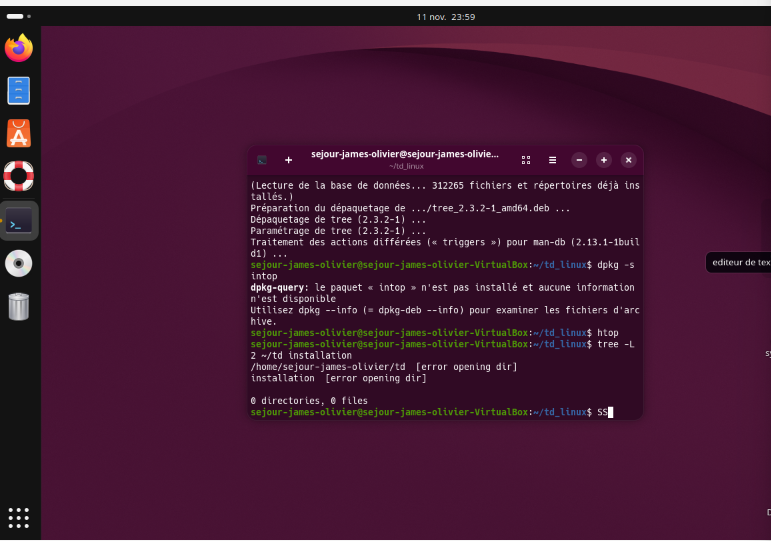 11 nov. 23:59
sejour-james-olivier@sejour-james-olivie...
~/td_linux
(Lecture de la base de données... 312265 fichiers et répertoires déjà ins
tallés.)
Préparation du dépaquetage de .../tree_2.3.2-1_amd64.deb ...
Dépaquetage de tree (2.3.2-1) ...
Paramétrage de tree (2.3.2-1) ...
Traitement des actions différées (« triggers ») pour man-db (2.13.1-1buil
d1) ...
sejour-james-olivier@sejour-james-olivier-VirtualBox:~/td_linux$ dpkg -s
intop
dpkg-query: le paquet « intop » n'est pas installé et aucune information
n'est disponible
Utilisez dpkg --info (= dpkg-deb --info) pour examiner les fichiers d'arc
hive.
sejour-james-olivier@sejour-james-olivier-VirtualBox:~/td_linux$ htop
sejour-james-olivier@sejour-james-olivier-VirtualBox:~/td_linux$ tree -L
2 ~/td installation
/home/sejour-james-olivier/td  [error opening dir]
installation  [error opening dir]
0 directories, 0 files
sejour-james-olivier@sejour-james-olivier-VirtualBox:~/td_linux$ SS
editeur de tex
sy
D